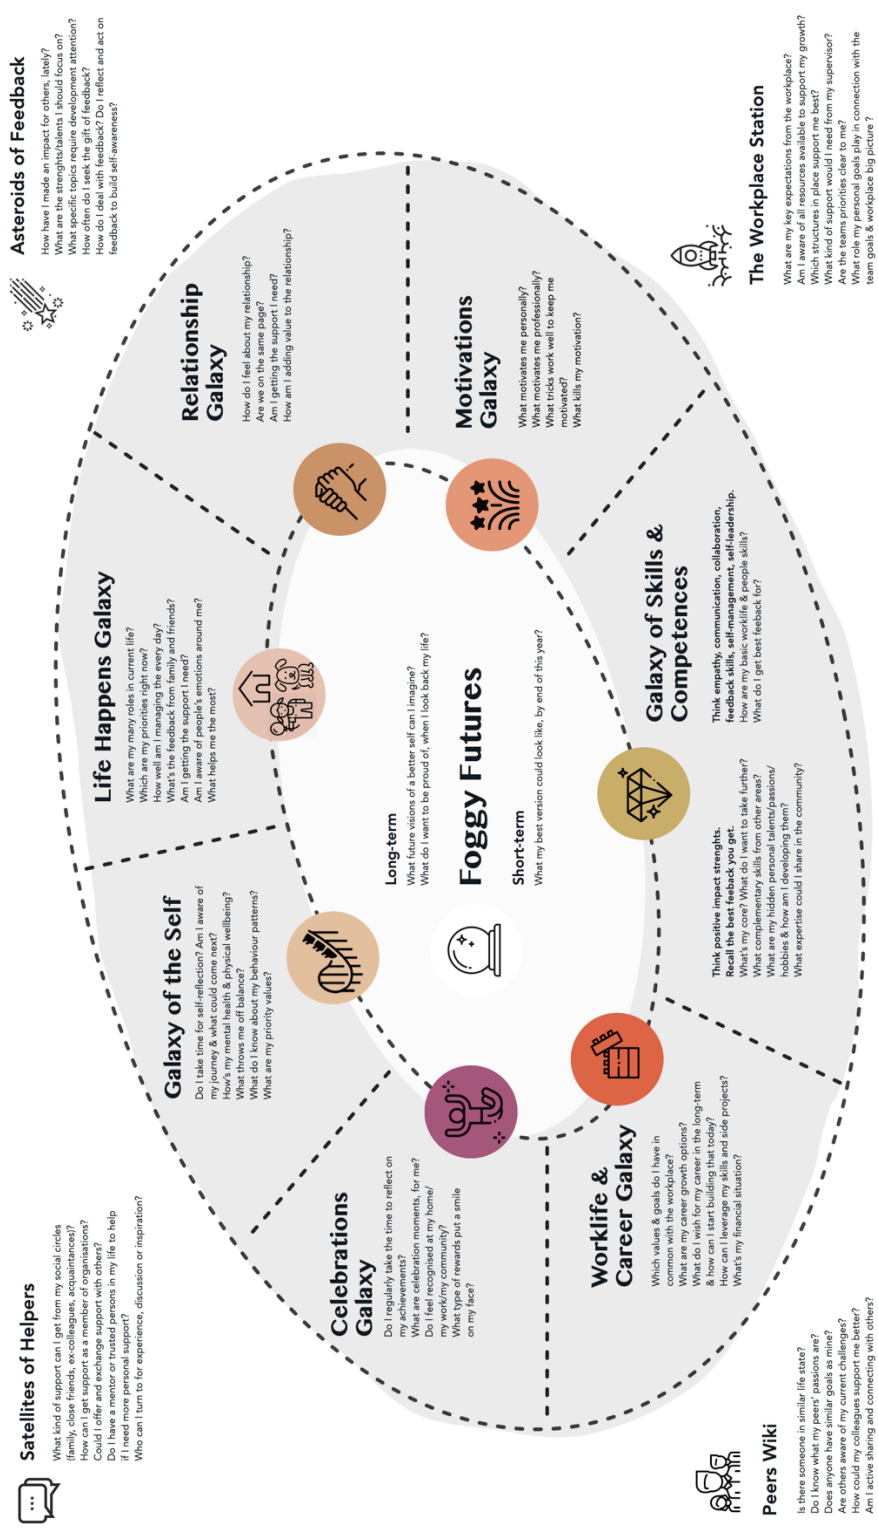 Satellites of Helpers
What kind of support can I get from my social circles
(family, close friends, ex-colleagues, acquaintances)?
How can I get support as a member of organisations?
Could I offer and exchange support with others?
Do I have a mentor or trusted persons in my life to help
if I need more personal support?
Who can I turn to for experience, discussion or inspiration?
Asteroids of Feedback
How have I made an impact for others, lately?
What are the strenghts/talents I should focus on?
What specific topics require development attention?
How often do I seek the gift of feedback?
How do I deal with feedback? Do I reflect and act on
feedback to build self-awareness?
Galaxy of the Self
Do I take time for self-reflection? Am I aware of
my journey & what could come next?
How's my mental health & physical wellbeing?
What throws me off balance?
What do I know about my behaviour patterns?
What are my priority values?
Life Happens Galaxy
What are my many roles in current life?
Which are my priorities right now?
How well am I managing the every day?
What's the feedback from family and friends?
Am I getting the support I need?
Am I aware of people's emotions around me?
What helps me the most?
Relationship
Galaxy
How do I feel about my relationship?
Are we on the same page?
Am I getting the support I need?
How am I adding value to the relationship?
Celebrations
Galaxy
Do I regularly take the time to reflect on
my achievements?
What are celebration moments, for me?
Do I feel recognised at my home/
my work/my community?
What type of rewards put a smile
on my face?
Long-term
What future visions of a better self can I imagine?
What do I want to be proud of, when I look back my life?
Foggy Futures
Short-term
What my best version could look like, by end of this year?
Motivations
Galaxy
What motivates me personally?
What motivates me professionally?
What tricks work well to keep me
motivated?
What kills my motivation?
Worklife &
Career Galaxy
Which values & goals do I have in
common with the workplace?
What are my career growth options?
What do I wish for my career in the long-term
& how can I start building that today?
How can I leverage my skills and side projects?
What's my financial situation?
Galaxy of Skills &
Competences
Think positive impact strenghts.
Recall the best feeback you get.
What's my core? What do I want to take further?
What complementary skills from other areas?
What are my hidden personal talents/passions/
hobbies & how am I developing them?
What expertise could I share in the community?
Think empathy, communication, collaboration,
feedback skills, self-management, self-leadership.
How are my basic worklife & people skills?
What do I get best feeback for?
Peers Wiki
Is there someone in similar life state?
Do I know what my peers' passions are?
Does anyone have similar goals as mine?
Are others aware of my current challenges?
How could my colleagues support me better?
Am I active sharing and connecting with others?
The Workplace Station
What are my key expectations from the workplace?
Am I aware of all resources available to support my growth?
Which structures in place support me best?
What kind of support would I need from my supervisor?
Are the teams priorities clear to me?
What role my personal goals play in connection with the
team goals & workplace big picture ?